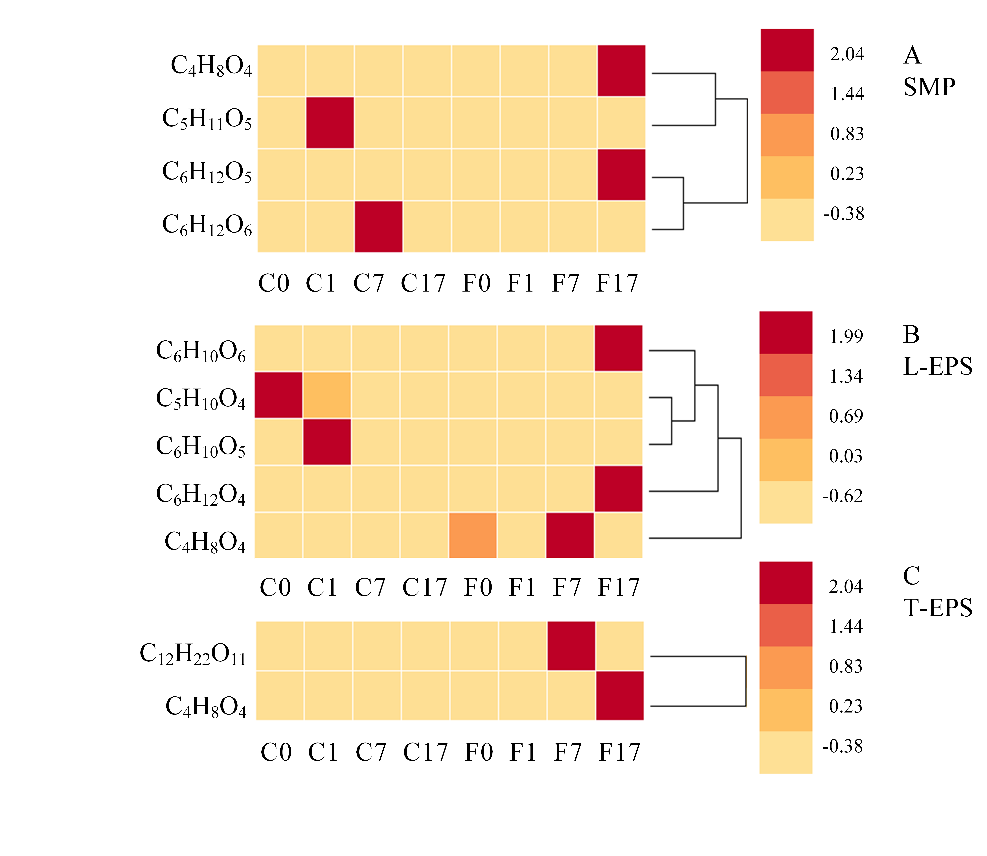 C₄H₈O₄
C₅H₁₁O₅
C₆H₁₂O₅
C₆H₁₂O₆
C0 C1 C7 C17 F0 F1 F7 F17
2.04
1.44
0.83
0.23
-0.38
A
SMP
C₆H₁₀O₆
C₅H₁₀O₄
C₆H₁₀O₅
C₆H₁₂O₄
C₄H₈O₄
C0 C1 C7 C17 F0 F1 F7 F17
1.99
1.34
0.69
0.03
-0.62
B
L-EPS
C₁₂H₂₂O₁₁
C₄H₈O₄
C0 C1 C7 C17 F0 F1 F7 F17
2.04
1.44
0.83
0.23
-0.38
C
T-EPS